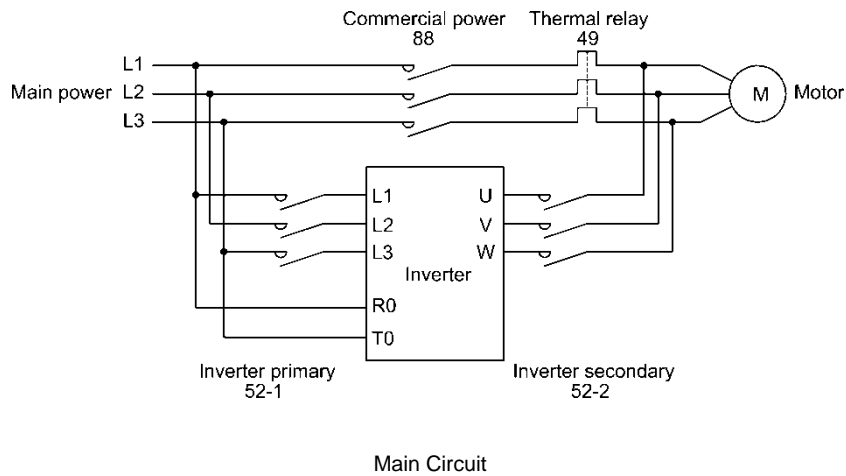 Commercial power
88
Thermal relay
49
Main power
L1
L2
L3
M
Motor
L1
L2
L3
R0
T0
U
V
W
Inverter
Inverter primary
52-1
Inverter secondary
52-2
Main Circuit